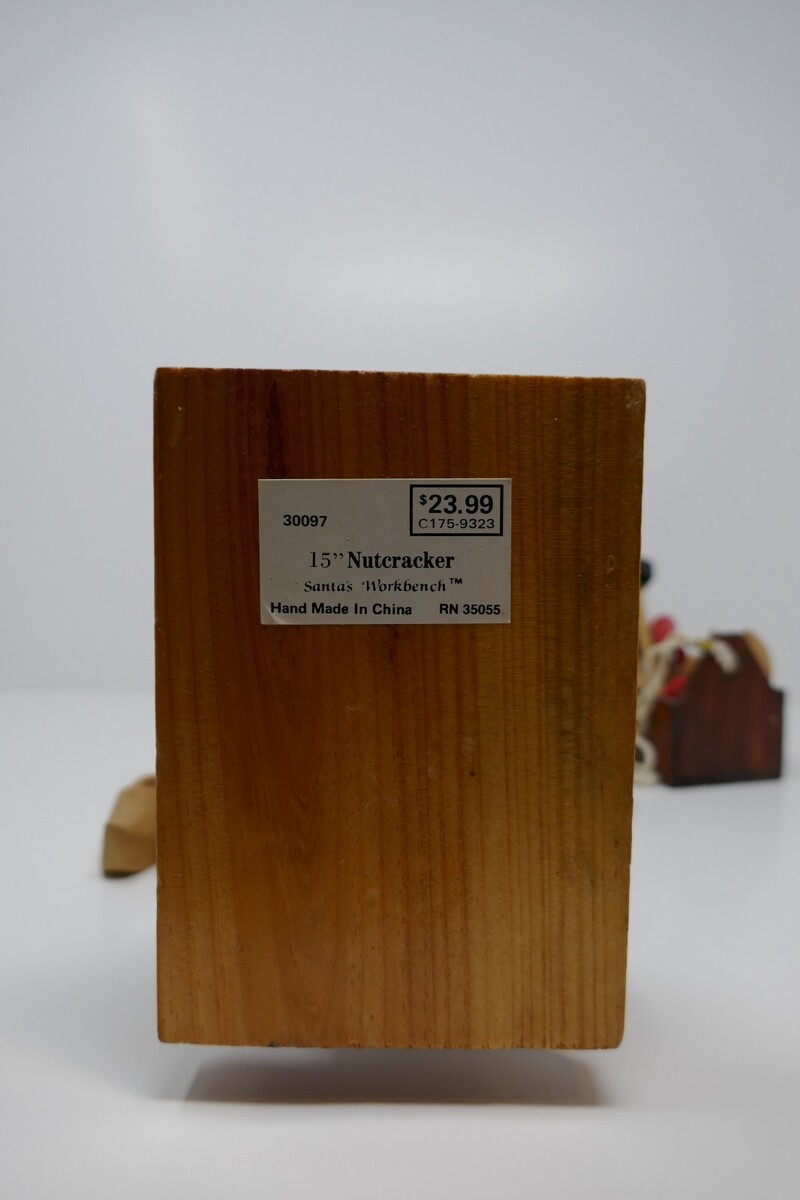 $23.99
30097
C175-9323
15” Nutcracker
Santa's Workbench™
Hand Made In China RN 35055